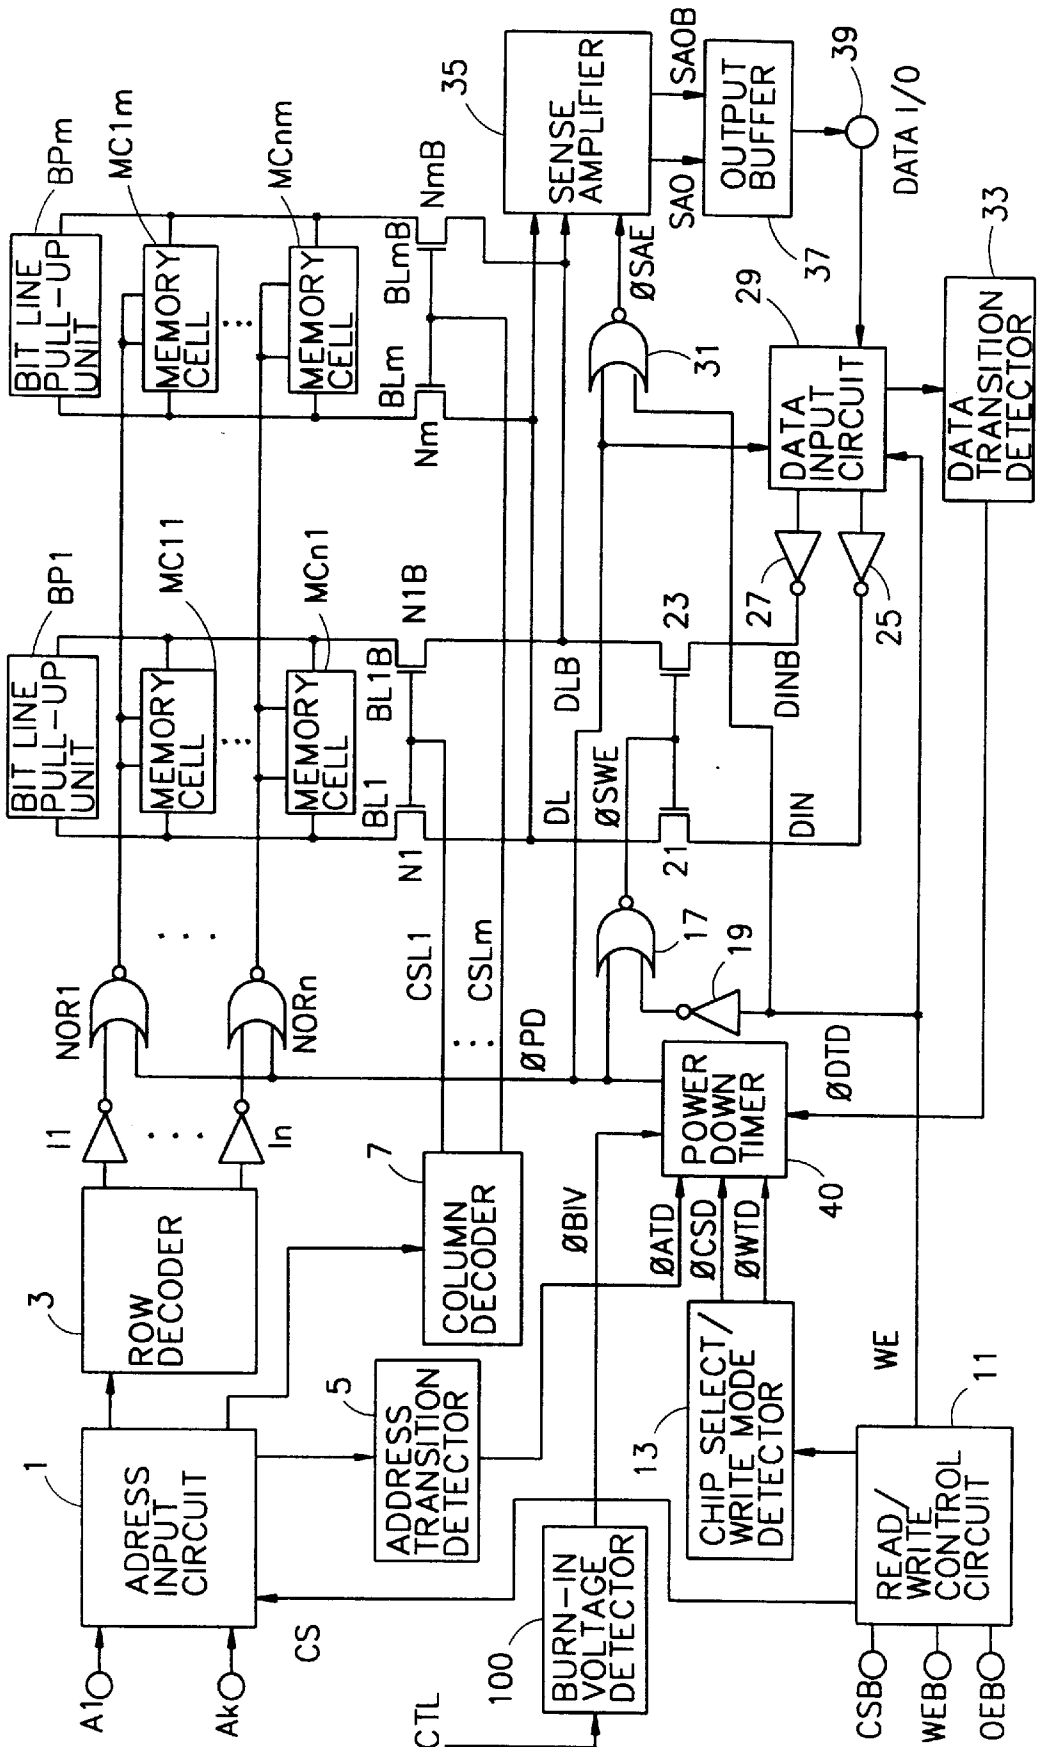 A1
Ak
CS
1
ADRESS
INPUT
CIRCUIT
3
ROW
DECODER
I1
. . .
In
NOR1
NORn
. . .
BIT LINE
PULL-UP
UNIT
BP1
MEMORY
CELL
MC11
...
MEMORY
CELL
MCn1
BIT LINE
PULL-UP
UNIT
BPm
MEMORY
CELL
MC1m
...
MEMORY
CELL
MCnm
5
ADDRESS
TRANSITION
DETECTOR
7
COLUMN
DECODER
CSL1
...
CSLm
N1
BL1
BL1B
N1B
Nm
BLm
BLmB
NmB
35
SENSE
AMPLIFIER
ØPD
DL
DLB
ØSAE
SAO
SAOB
CTL
100
BURN-IN
VOLTAGE
DETECTOR
ØBIV
ØATD
ØCSD
ØWTD
POWER
DOWN
TIMER
40
17
19
ØSWE
21
23
DIN
DINB
31
OUTPUT
BUFFER
37
39
DATA I/O
13
CHIP SELECT/
WRITE MODE
DETECTOR
ØDTD
27
25
29
DATA
INPUT
CIRCUIT
33
DATA
TRANSITION
DETECTOR
CSB
WEB
OEB
READ/
WRITE
CONTROL
CIRCUIT
11
WE